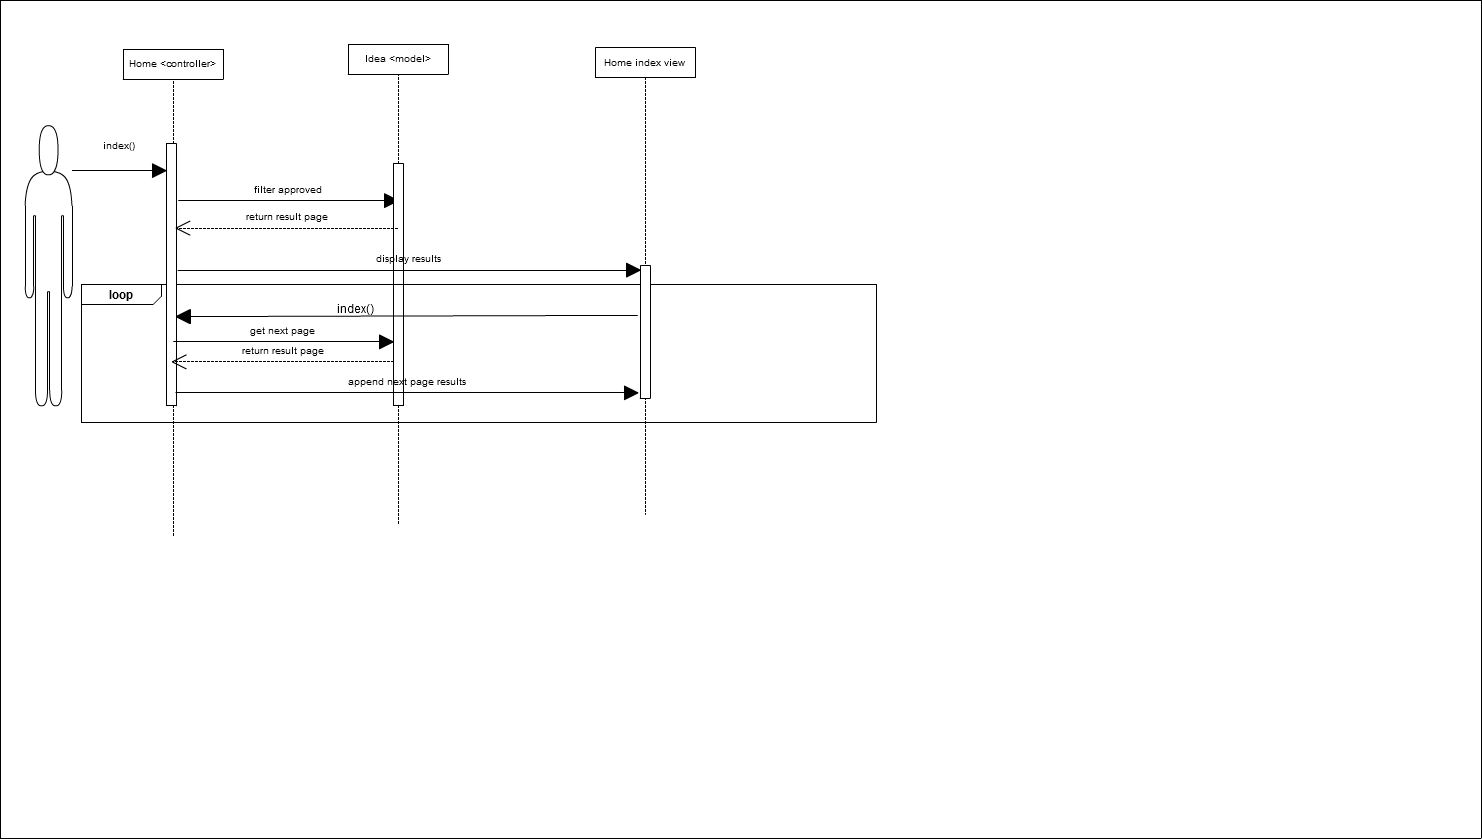 Home <controller>
Idea <model>
Home index view
index()
filter approved
return result page
display results
loop
index()
get next page
return result page
append next page results